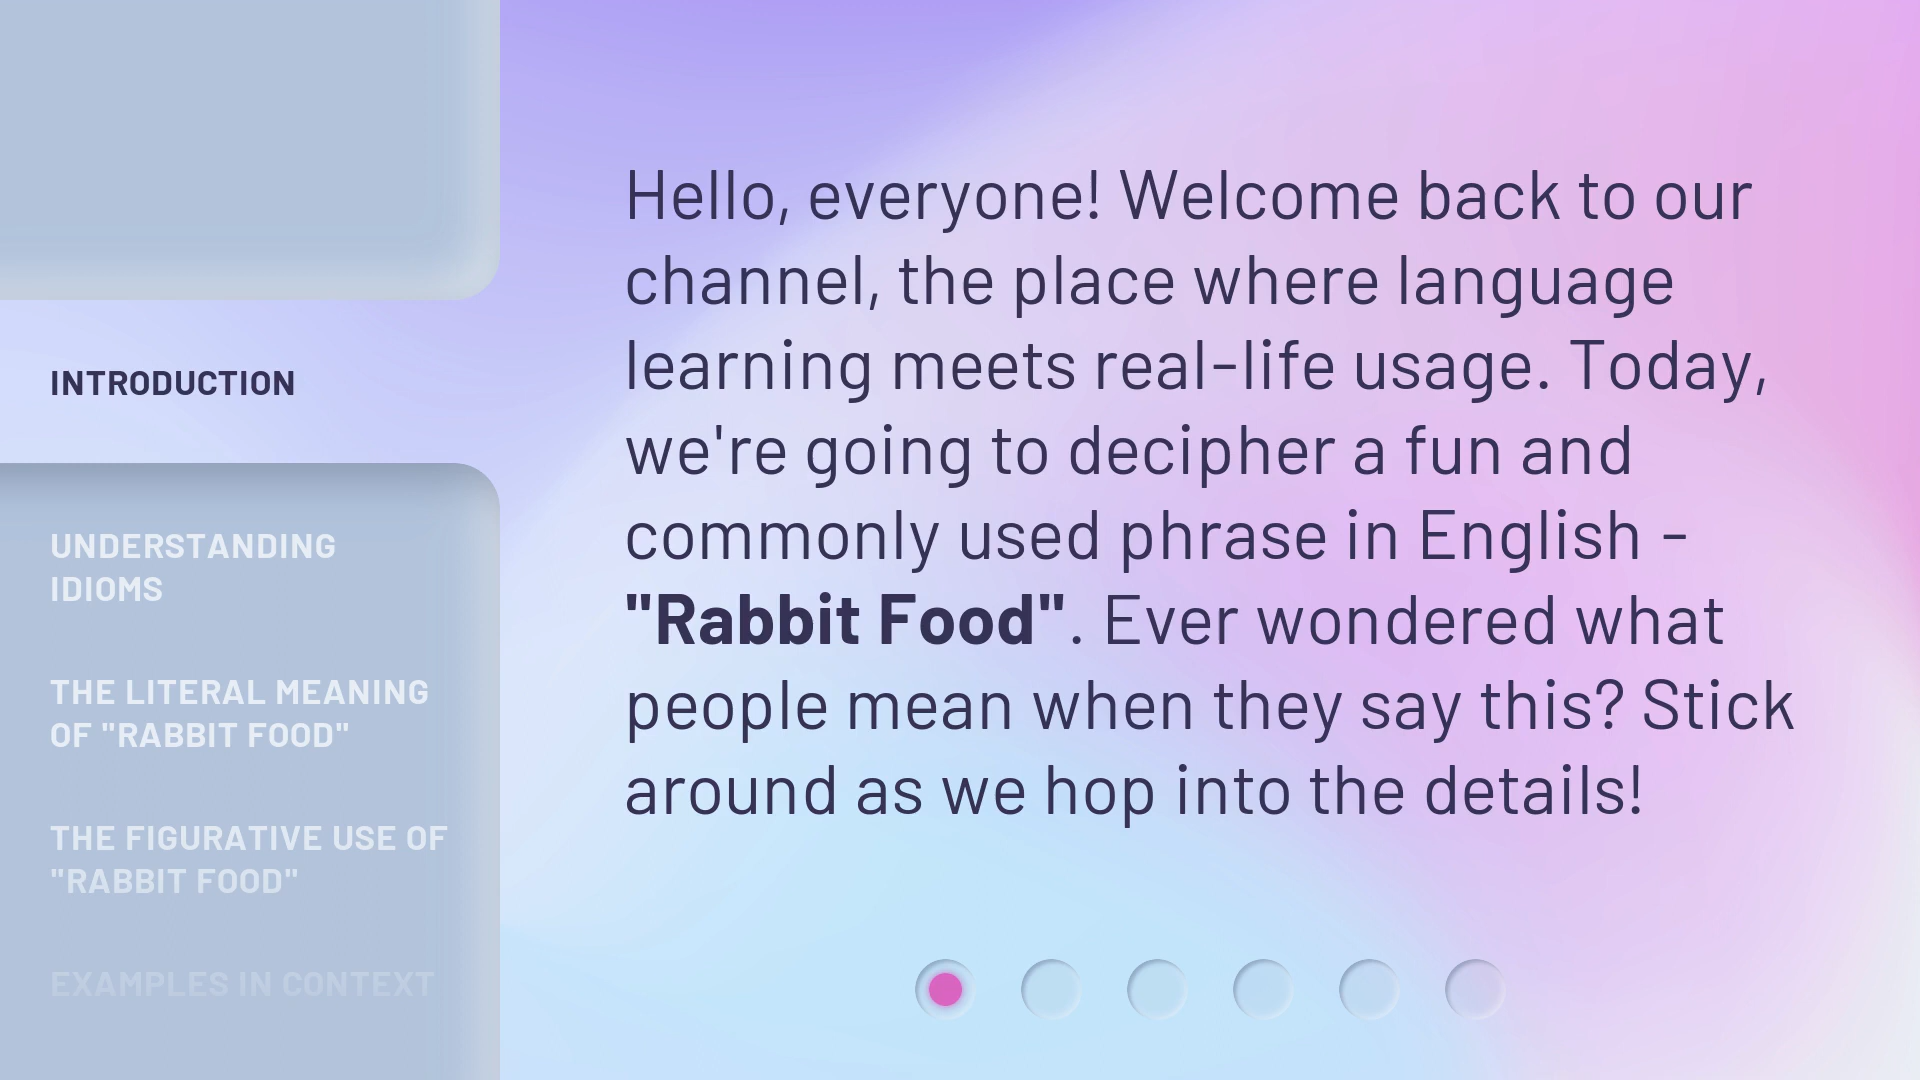 INTRODUCTION
UNDERSTANDING
IDIOMS
THE LITERAL MEANING
OF "RABBIT FOOD"
THE FIGURATIVE USE OF
"RABBIT FOOD"
EXAMPLES IN CONTEXT
Hello, everyone! Welcome back to our
channel, the place where language
learning meets real-life usage. Today,
we're going to decipher a fun and
commonly used phrase in English -
"Rabbit Food". Ever wondered what
people mean when they say this? Stick
around as we hop into the details!